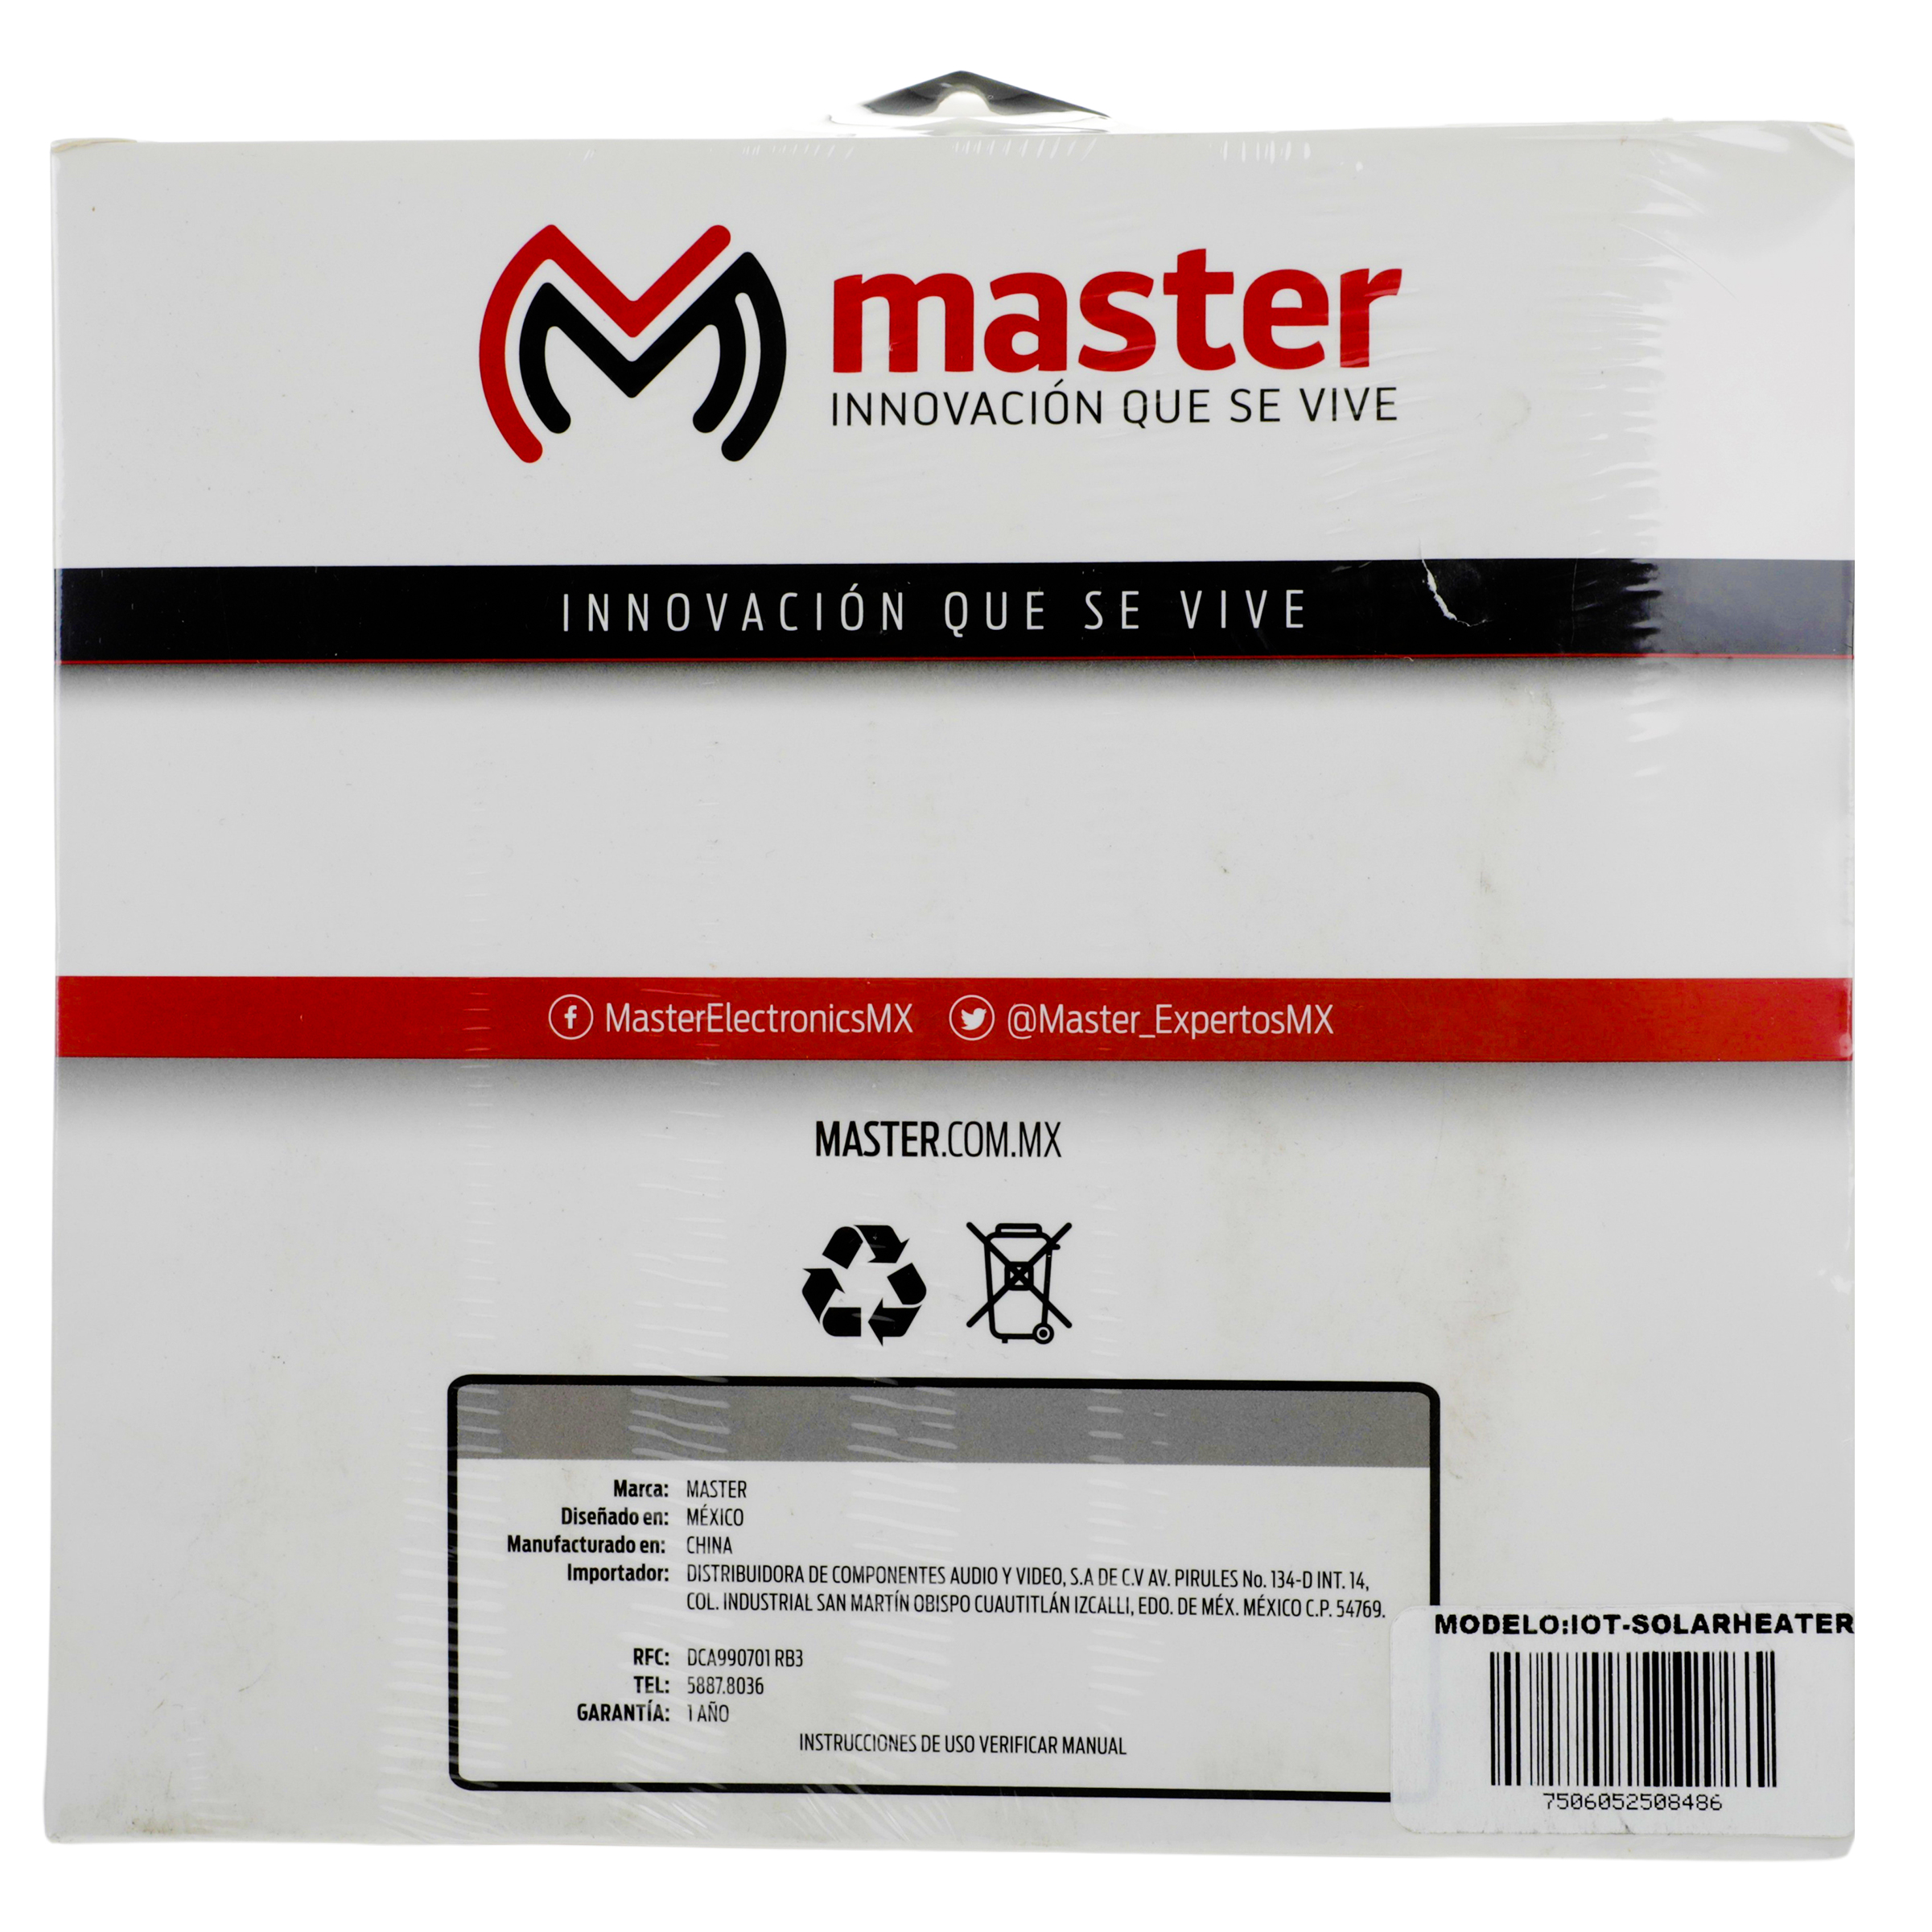 master
INNOVACIÓN QUE SE VIVE
INNOVACIÓN QUE SE VIVE
MasterElectronicsMX @Master_ExpertosMX
MASTER.COM.MX
Marca: MASTER
Diseñado en: MÉXICO
Manufacturado en: CHINA
Importador: DISTRIBUIDORA DE COMPONENTES AUDIO Y VIDEO, S.A DE C.V AV. PIRULES No. 134-D INT. 14,
COL. INDUSTRIAL SAN MARTÍN OBISPO CUAUTITLÁN IZCALLI, EDO. DE MÉX. MÉXICO C.P. 54769.
RFC: DCA990701 RB3
TEL: 5887.8036
GARANTÍA: 1 AÑO
INSTRUCCIONES DE USO VERIFICAR MANUAL
MODELO:IOT-SOLARHEATER
7506052508486